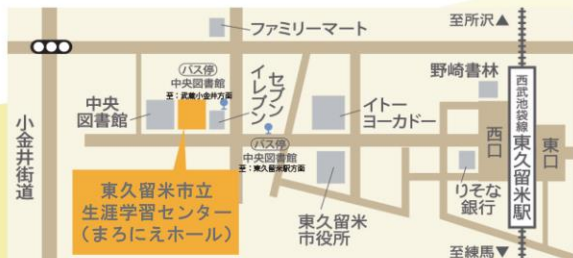 至所沢▲
ファミリーマート
バス停
中央図書館
至：武蔵小金井方面
セブン
イレブン
野崎書林
中央
図書館
イトー
ヨーカドー
西武池袋線
東久留米駅
西口
東口
小金井街道
バス停
中央図書館
至：東久留米駅方面
りそな
銀行
東久留米市立
生涯学習センター
（まろにえホール）
東久留米
市役所
至練馬▼